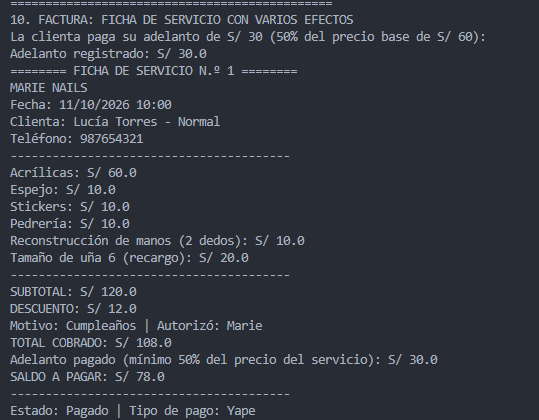 ===========================================
10. FACTURA: FICHA DE SERVICIO CON VARIOS EFECTOS
La clienta paga su adelanto de S/ 30 (50% del precio base de S/ 60):
Adelanto registrado: S/ 30.0
======== FICHA DE SERVICIO N.º 1 ========
MARIE NAILS
Fecha: 11/10/2026 10:00
Clienta: Lucía Torres - Normal
Teléfono: 987654321
----------------------------------------
Acrílicas: S/ 60.0
Espejo: S/ 10.0
Stickers: S/ 10.0
Pedrería: S/ 10.0
Reconstrucción de manos (2 dedos): S/ 10.0
Tamaño de uña 6 (recargo): S/ 20.0
----------------------------------------
SUBTOTAL: S/ 120.0
DESCUENTO: S/ 12.0
Motivo: Cumpleaños | Autorizó: Marie
TOTAL COBRADO: S/ 108.0
Adelanto pagado (mínimo 50% del precio del servicio): S/ 30.0
SALDO A PAGAR: S/ 78.0
----------------------------------------
Estado: Pagado | Tipo de pago: Yape